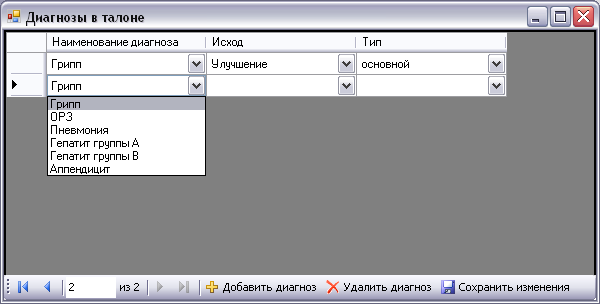 Диагнозы в талоне
Наименование диагноза Исход Тип
Грипп Улучшение основной
Грипп
Грипп
ОРЗ
Пневмония
Гепатит группы А
Гепатит группы В
Аппендицит
2 из 2 Добавить диагноз Удалить диагноз Сохранить изменения